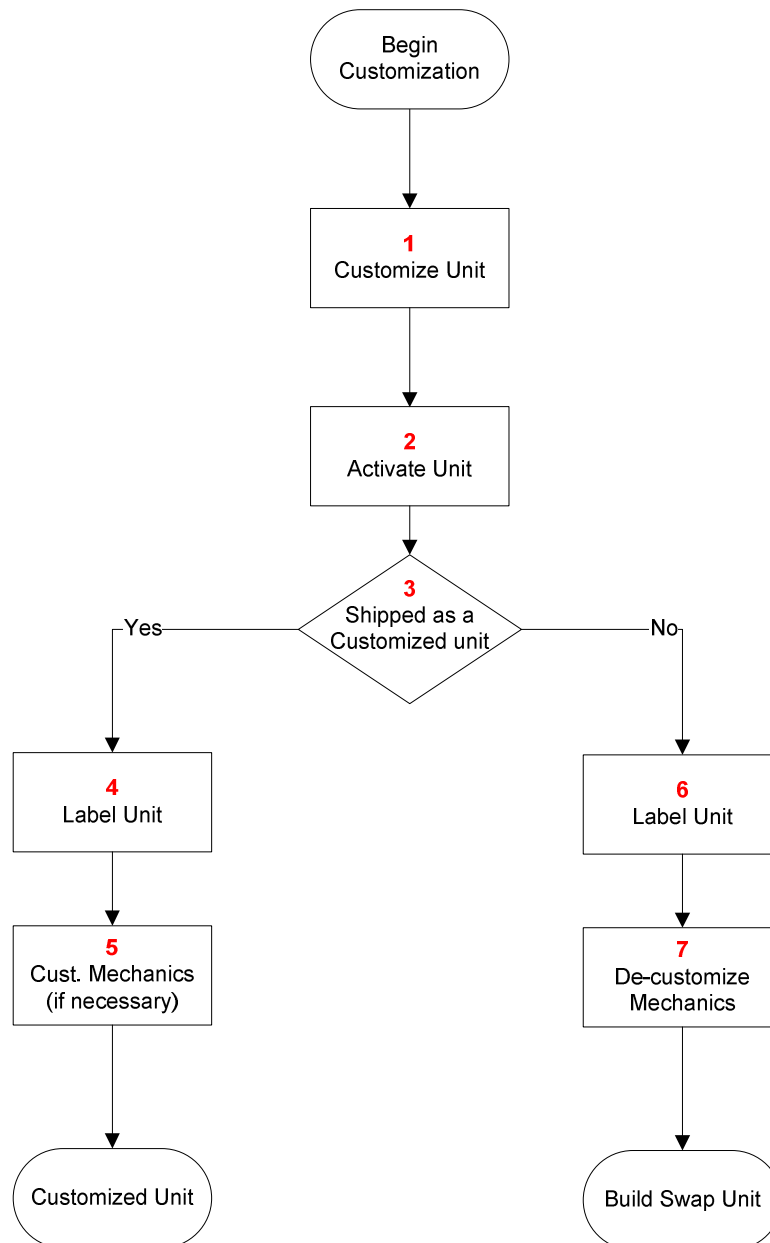 Begin
Customization
1
Customize Unit
2
Activate Unit
3
Shipped as a
Customized unit
Yes
No
4
Label Unit
6
Label Unit
5
Cust. Mechanics
(if necessary)
7
De-customize
Mechanics
Customized Unit
Build Swap Unit